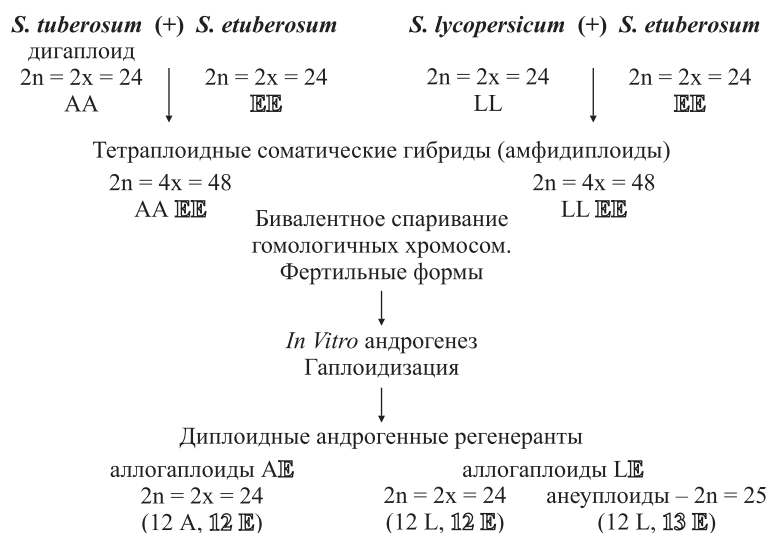 S. tuberosum (+) S. etuberosum S. lycopersicum (+) S. etuberosum
дигаплоид
2n = 2x = 24 2n = 2x = 24 2n = 2x = 24 2n = 2x = 24
AA EE LL EE
Тетраплоидные соматические гибриды (амфидиплоиды)
2n = 4x = 48 2n = 4x = 48
AA EE LL EE
Бивалентное спаривание
гомологичных хромосом.
Фертильные формы
In Vitro андрогенез
Гаплоидизация
Диплоидные андрогенные регенеранты
аллогаплоиды AE аллогаплоиды LE
2n = 2x = 24 2n = 2x = 24 анеуплоиды – 2n = 25
(12 A, 12 E) (12 L, 12 E) (12 L, 13 E)